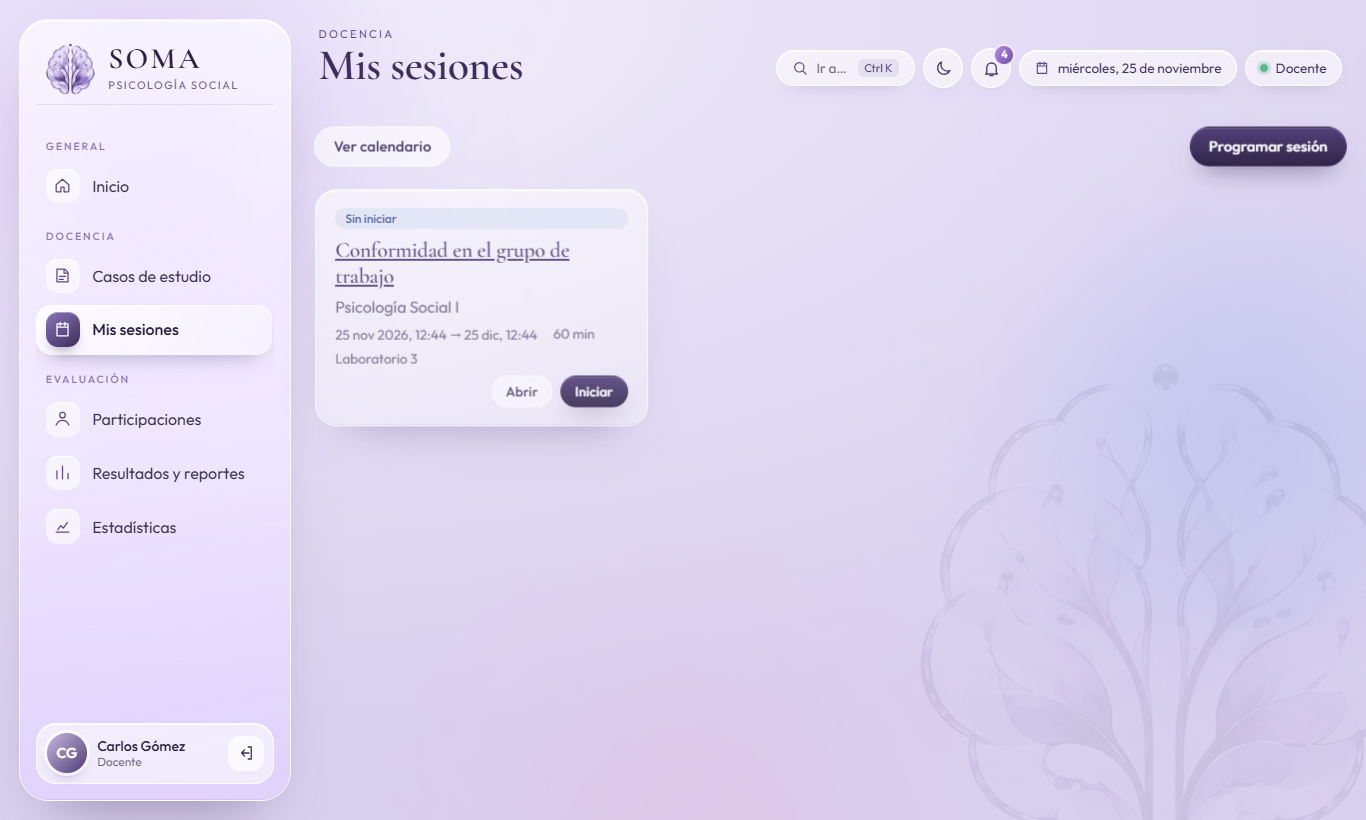 SOMA
PSICOLOGÍA SOCIAL
GENERAL
Inicio
DOCENCIA
Casos de estudio
Mis sesiones
EVALUACIÓN
Participaciones
Resultados y reportes
Estadísticas
CG
Carlos Gómez
Docente
DOCENCIA
Mis sesiones
Ir a...
Ctrl K
4
miércoles, 25 de noviembre
Docente
Ver calendario
Programar sesión
Sin iniciar
Conformidad en el grupo de
trabajo
Psicología Social I
25 nov 2026, 12:44 → 25 dic, 12:44 60 min
Laboratorio 3
Abrir
Iniciar